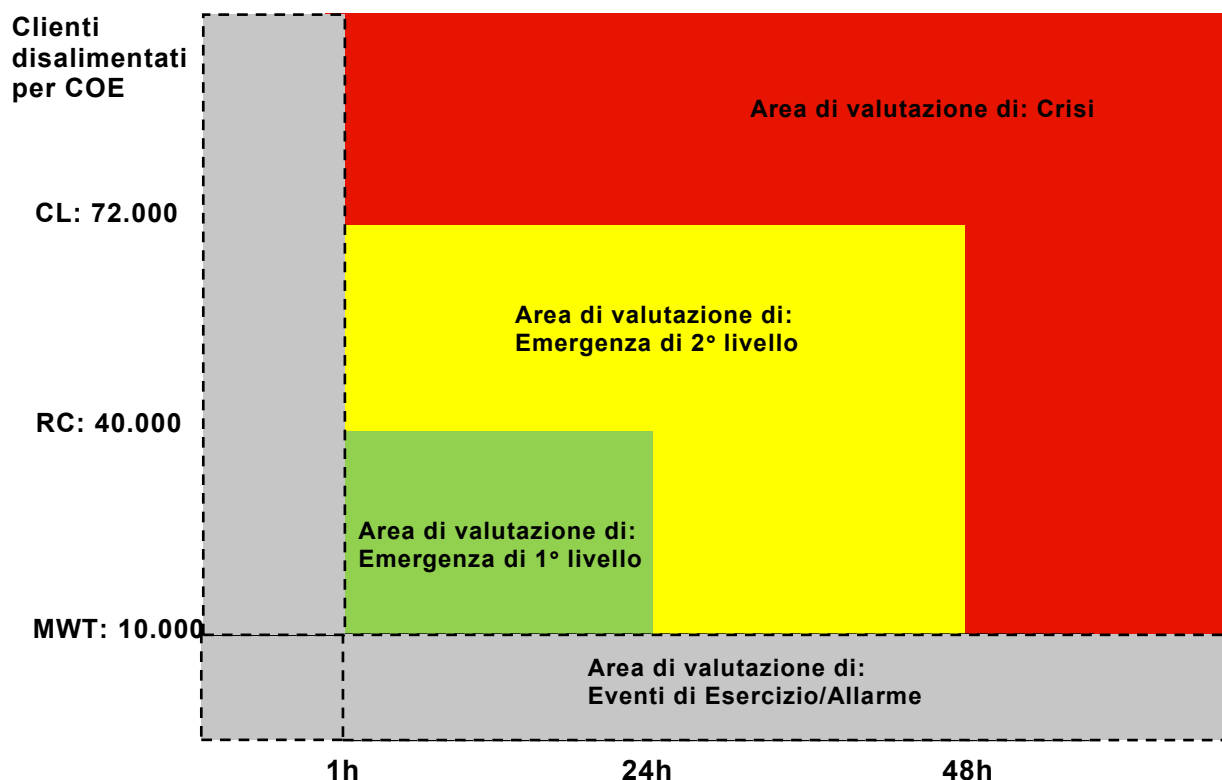 Clienti
disalimentati
per COE
Area di valutazione di: Crisi
CL: 72.000
Area di valutazione di:
Emergenza di 2° livello
RC: 40.000
Area di valutazione di:
Emergenza di 1° livello
MWT: 10.000
Area di valutazione di:
Eventi di Esercizio/Allarme
1h
24h
48h